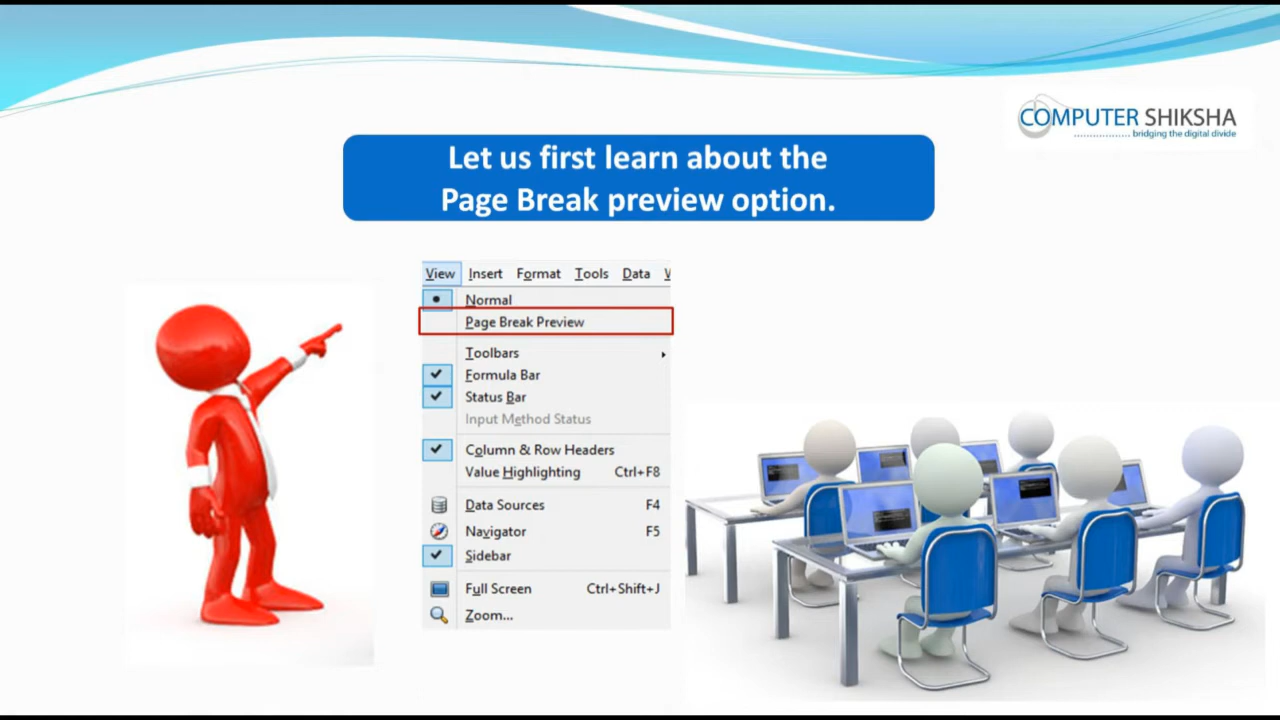 COMPUTER SHIKSHA
bridging the digital divide
Let us first learn about the
Page Break preview option.
View Insert Format Tools Data
Normal
Page Break Preview
Toolbars
Formula Bar
Status Bar
Input Method Status
Column & Row Headers
Value Highlighting Ctrl+F8
Data Sources F4
Navigator F5
Sidebar
Full Screen Ctrl+Shift+J
Zoom...